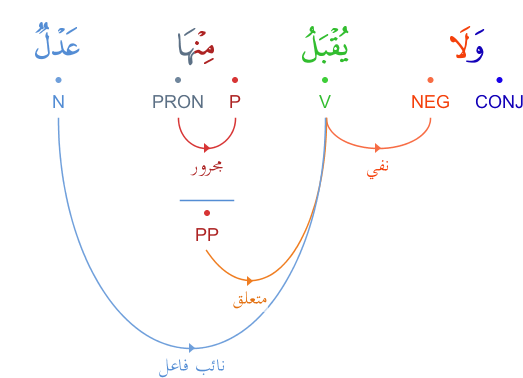 وَلَا يُقْبَلُ مِنْهَا عَدْلٌ
CONJ NEG V P PRON N
مجرور
نفي
PP
متعلق
نائب فاعل